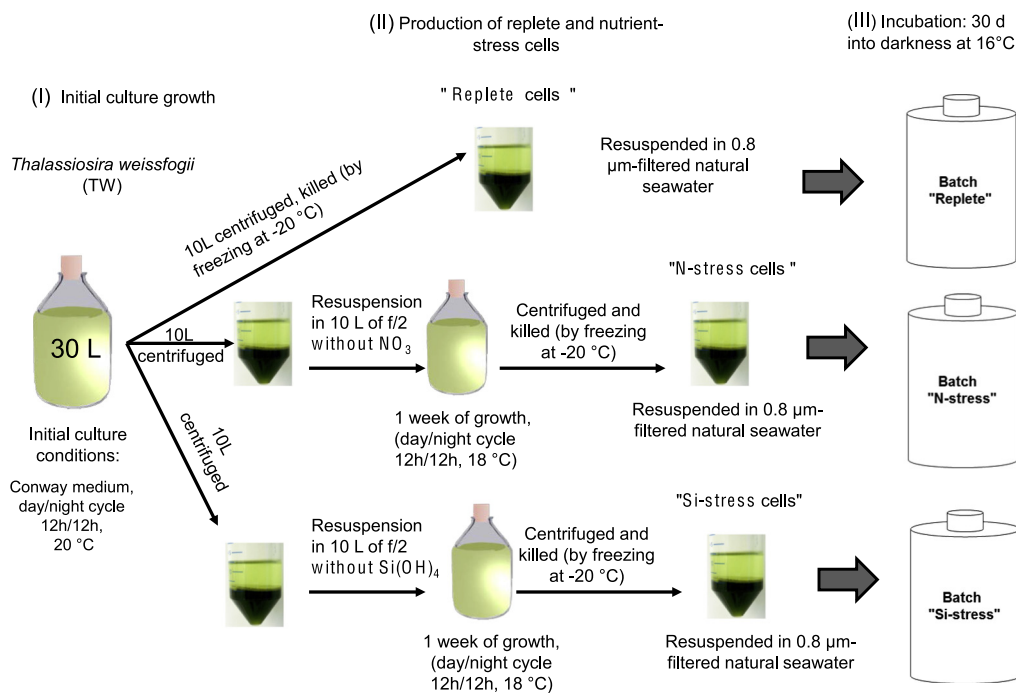 (I) Initial culture growth
Thalassiosira weissfogii
(TW)
30 L
Initial culture
conditions:
Conway medium,
day/night cycle
12h/12h,
20 °C
10L centrifuged, killed (by
freezing at -20 °C)
10L
centrifuged
10L
centrifuged
(II) Production of replete and nutrient-
stress cells
" Replete cells "
Resuspended in 0.8
µm-filtered natural
seawater
Resuspension
in 10 L of f/2
without NO3
1 week of growth,
(day/night cycle
12h/12h, 18 °C)
Centrifuged and
killed (by freezing
at -20 °C)
"N-stress cells "
Resuspended in 0.8 µm-
filtered natural seawater
Resuspension
in 10 L of f/2
without Si(OH)4
1 week of growth,
(day/night cycle
12h/12h, 18 °C)
Centrifuged and
killed (by freezing
at -20 °C)
"Si-stress cells"
Resuspended in 0.8 µm-
filtered natural seawater
(III) Incubation: 30 d
into darkness at 16°C
Batch
"Replete"
Batch
"N-stress"
Batch
"Si-stress"